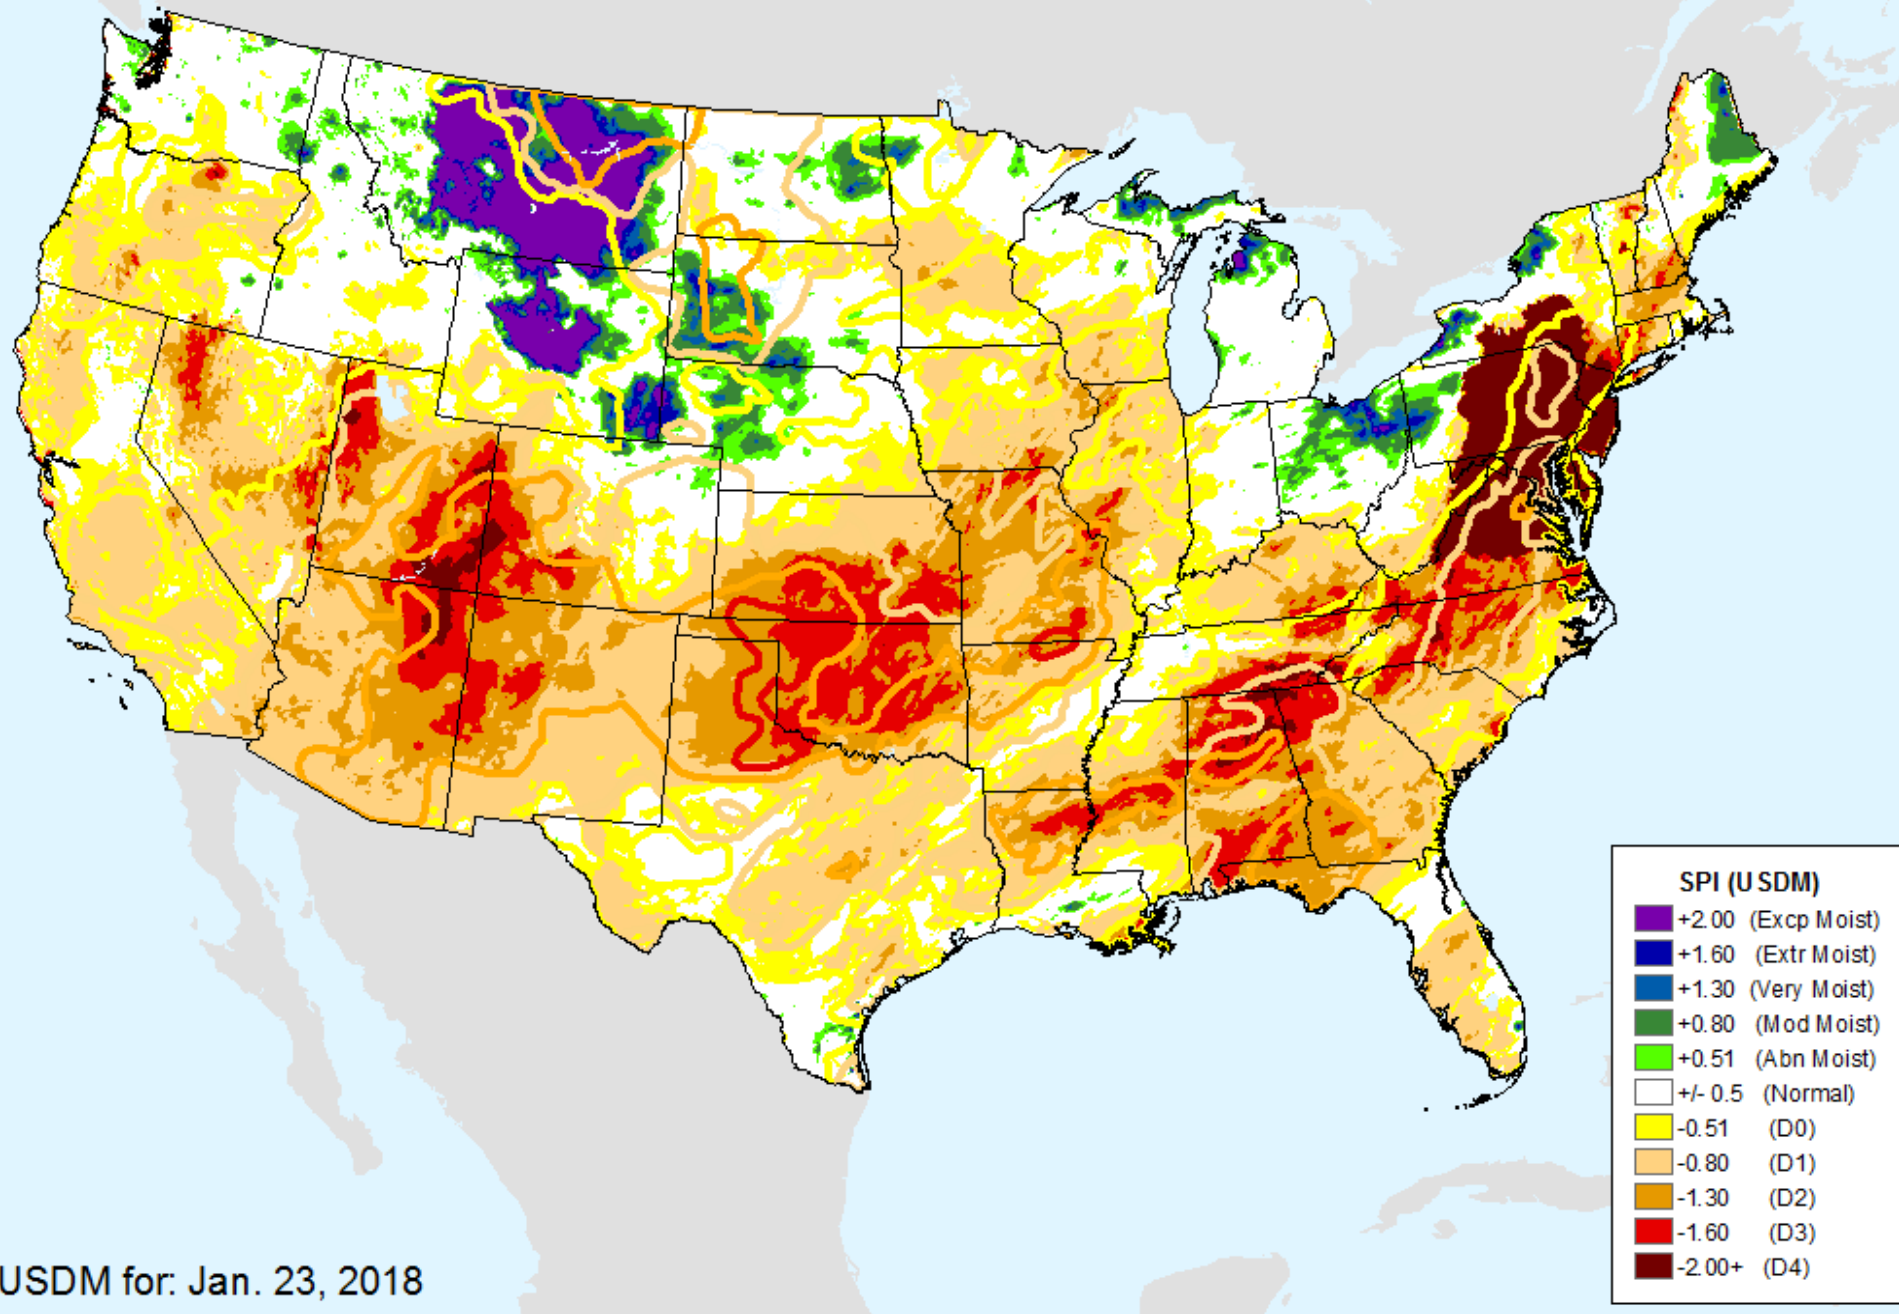 SPI (USDM)
+2.00 (Excp Moist)
+1.60 (Extr Moist)
+1.30 (Very Moist)
+0.80 (Mod Moist)
+0.51 (Abn Moist)
+/- 0.5 (Normal)
-0.51 (D0)
-0.80 (D1)
-1.30 (D2)
-1.60 (D3)
-2.00+ (D4)
USDM for: Jan. 23, 2018